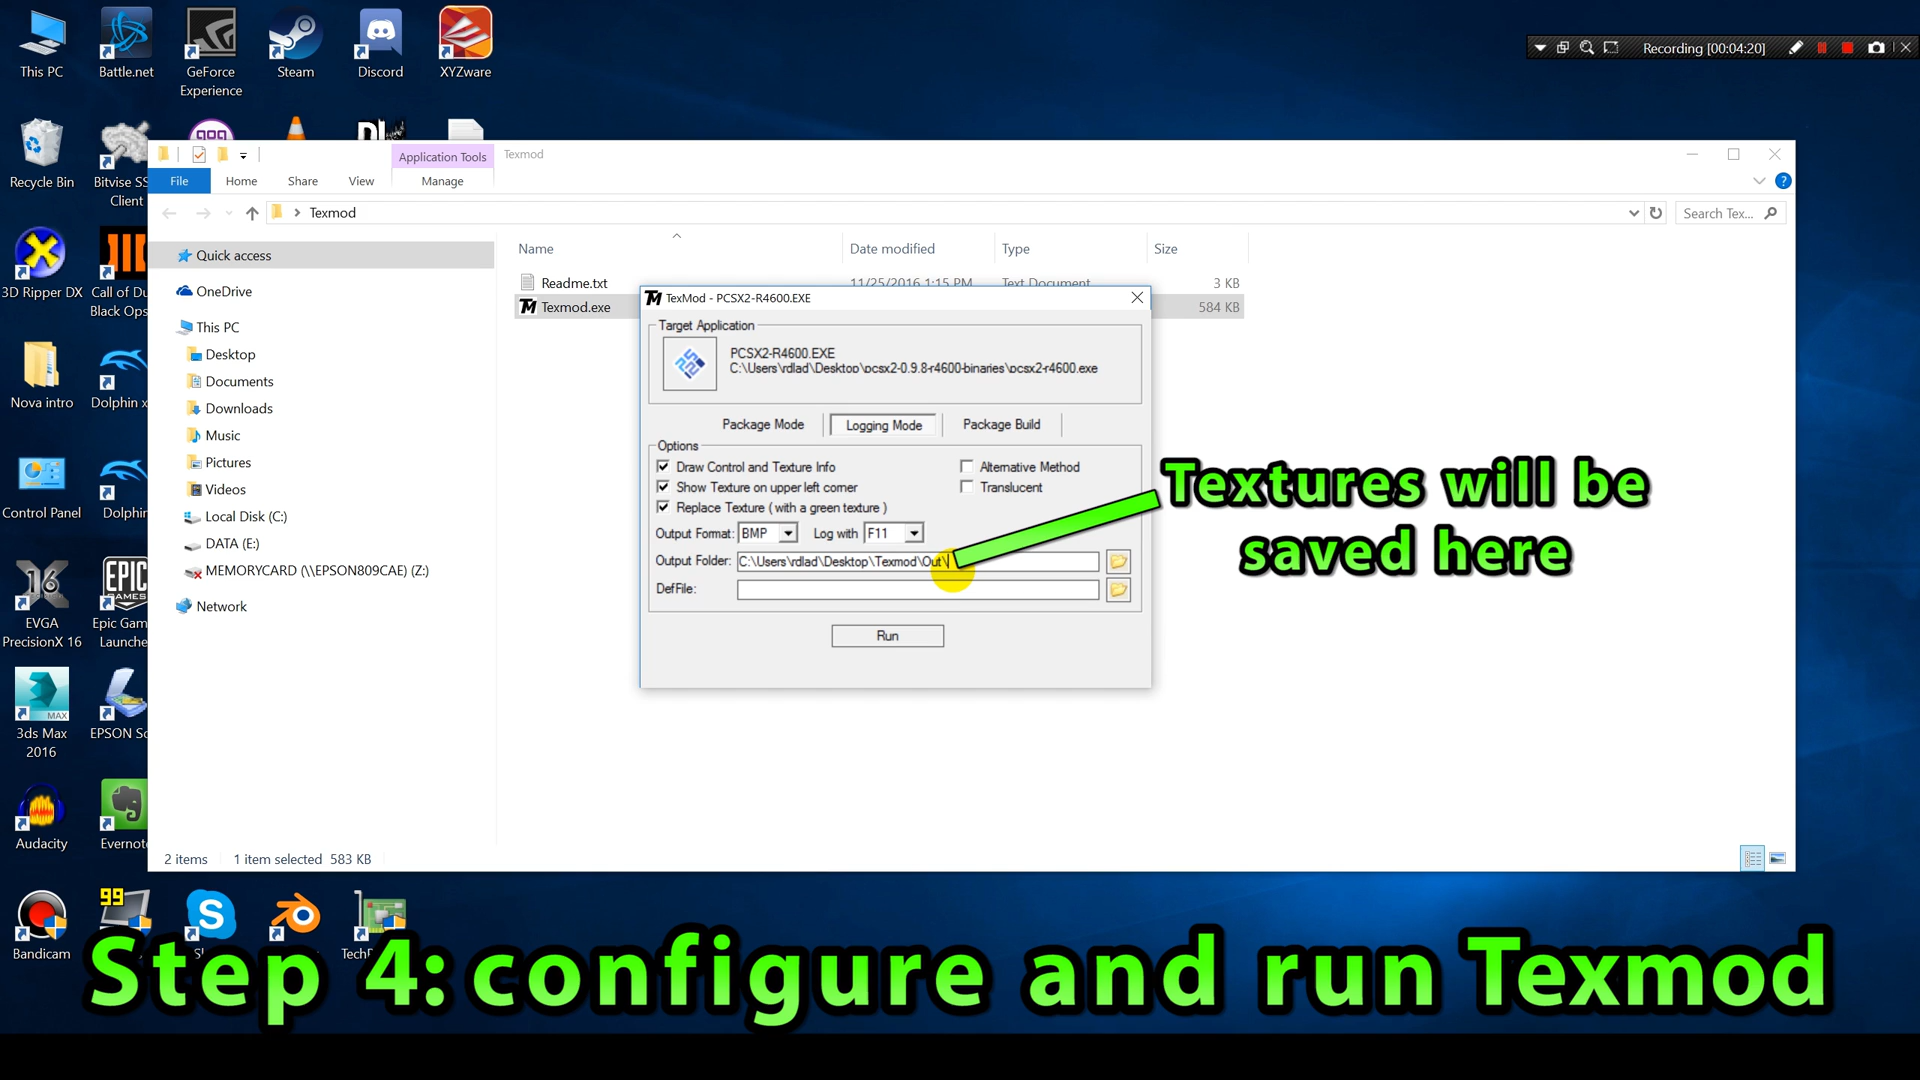 This PC
Battle.net
GeForce
Experience
Steam
Discord
XYZware
Recording [00:04:20]
Recycle Bin
Bitvise SS
Client
3D Ripper DX
Call of Du
Black Ops
Nova intro
Dolphin x
Control Panel
Dolphin
EVGA
PrecisionX 16
Epic Gam
Launche
3ds Max
2016
EPSON Sc
Audacity
Evernot
Bandicam
Application Tools
Texmod
File
Home
Share
View
Manage
Texmod
Search Tex...
Quick access
OneDrive
This PC
Desktop
Documents
Downloads
Music
Pictures
Videos
Local Disk (C:)
DATA (E:)
MEMORYCARD (\\EPSON809CAE) (Z:)
Network
Name
Date modified
Type
Size
Readme.txt
11/25/2016 1:15 PM
Text Document
3 KB
Texmod.exe
584 KB
TexMod - PCSX2-R4600.EXE
Target Application
PCSX2-R4600.EXE
C:\Users\rdlad\Desktop\pcsx2-0.9.8-r4600-binaries\pcsx2-r4600.exe
Package Mode
Logging Mode
Package Build
Options
Draw Control and Texture Info
Alternative Method
Show Texture on upper left corner
Translucent
Replace Texture ( with a green texture )
Output Format: BMP
Log with F11
Output Folder: C:\Users\rdlad\Desktop\Texmod\Out\
DefFile:
Run
Textures will be
saved here
2 items
1 item selected 583 KB
Step 4: configure and run Texmod